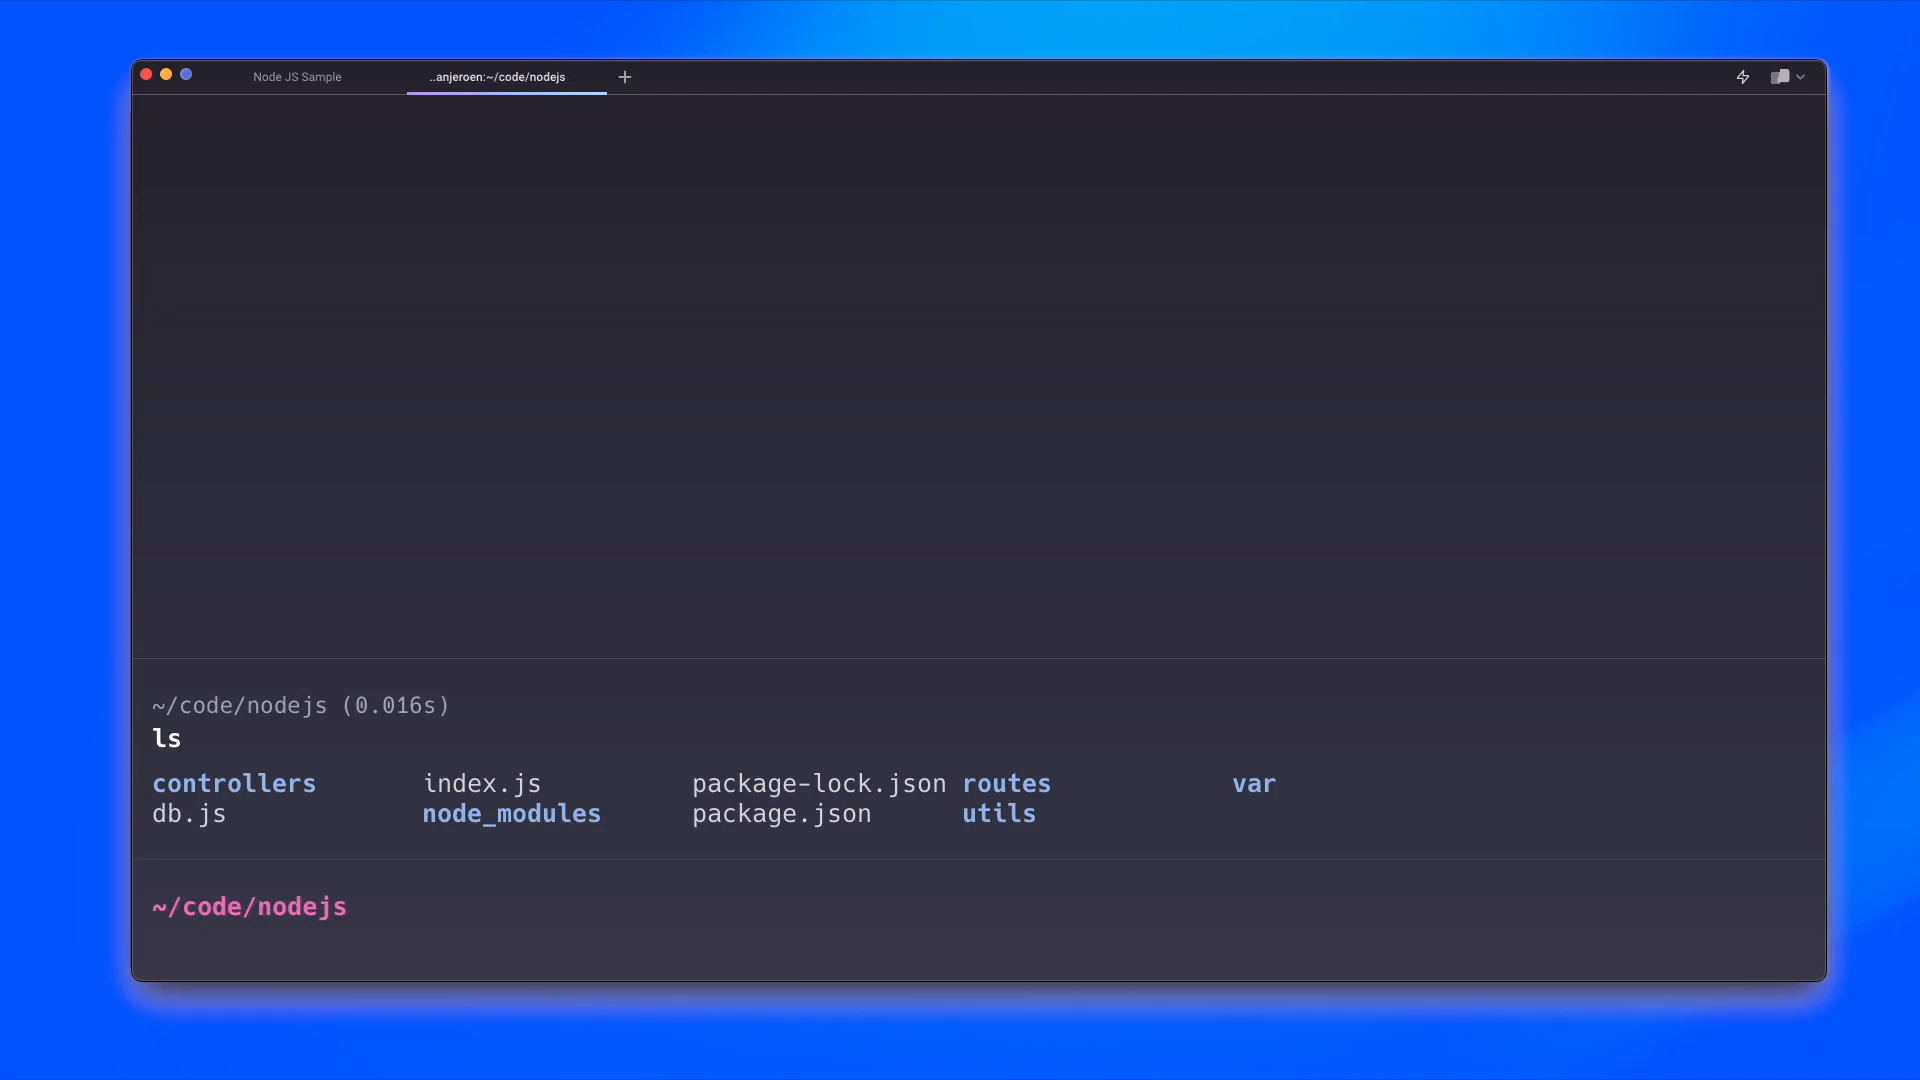 Node JS Sample
..anjeroen:~/code/nodejs
~/code/nodejs (0.016s)
ls
controllers index.js package-lock.json routes var
db.js node_modules package.json utils
~/code/nodejs